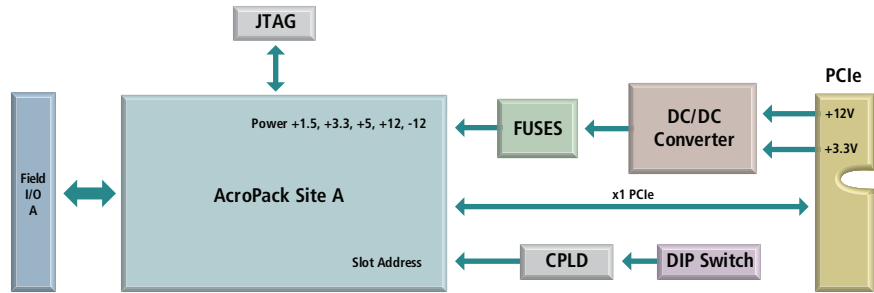 JTAG
PCIe
Power +1.5, +3.3, +5, +12, -12
FUSES
DC/DC
Converter
+12V
+3.3V
Field
I/O
A
AcroPack Site A
x1 PCIe
Slot Address
CPLD
DIP Switch